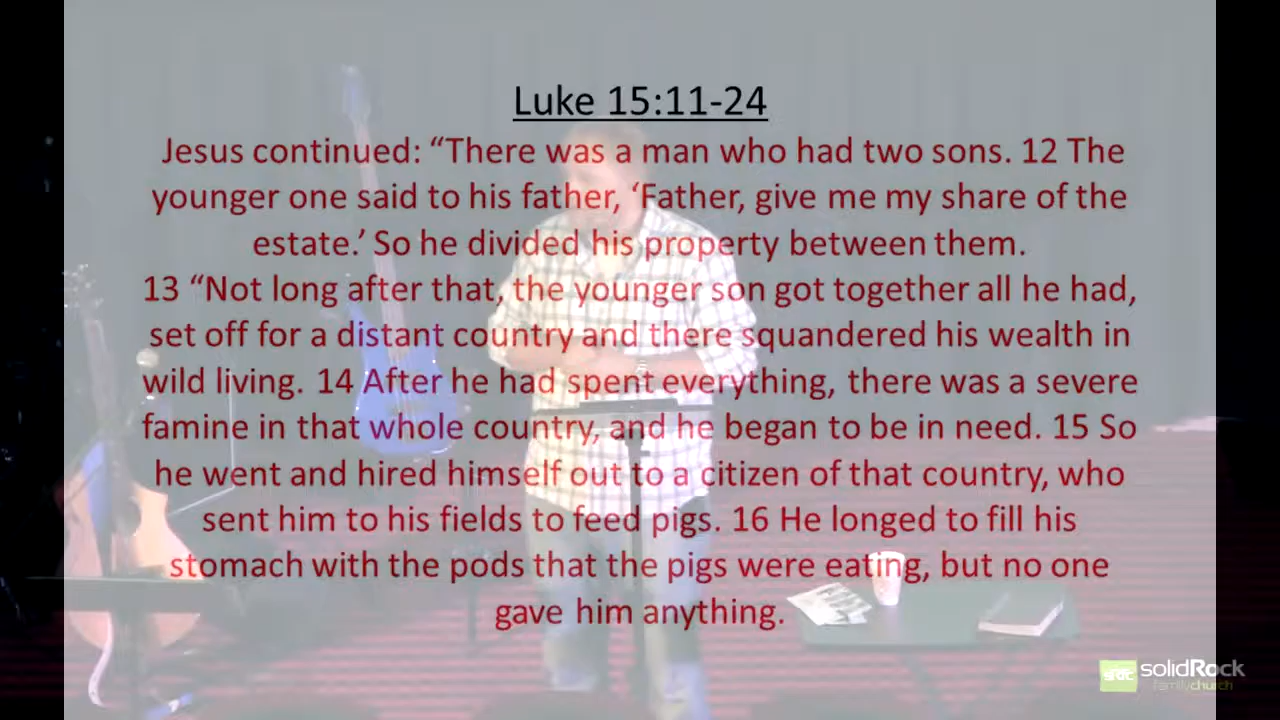 Luke 15:11-24
Jesus continued: “There was a man who had two sons. 12 The
younger one said to his father, ‘Father, give me my share of the
estate.’ So he divided his property between them.
13 “Not long after that, the younger son got together all he had,
set off for a distant country and there squandered his wealth in
wild living. 14 After he had spent everything, there was a severe
famine in that whole country, and he began to be in need. 15 So
he went and hired himself out to a citizen of that country, who
sent him to his fields to feed pigs. 16 He longed to fill his
stomach with the pods that the pigs were eating, but no one
gave him anything.
solidRock
familychurch